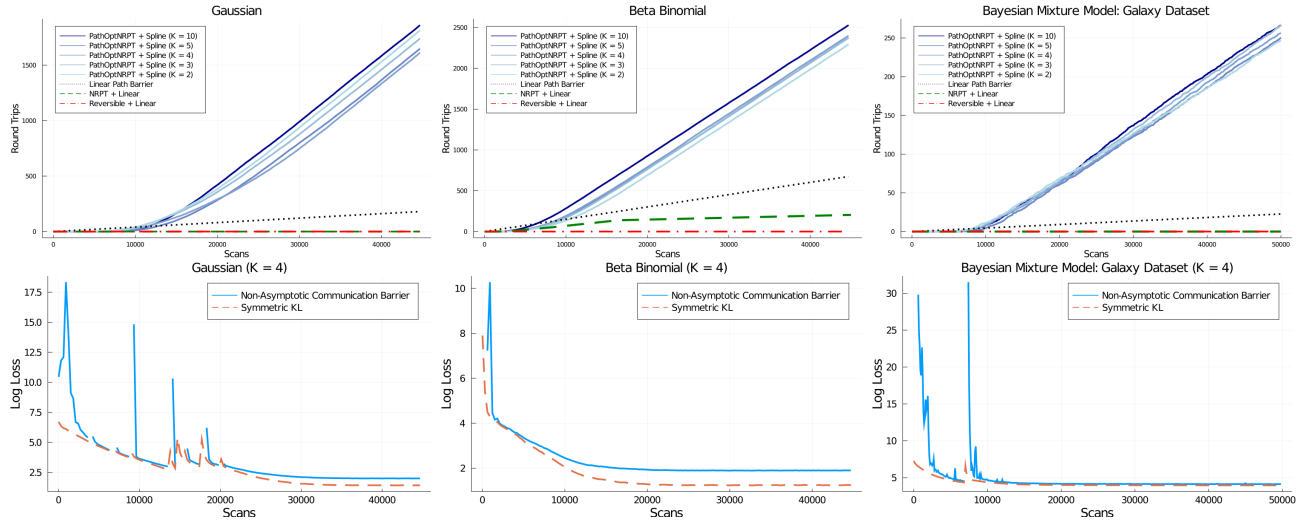 Gaussian
PathOptNRPT + Spline (K = 10)
PathOptNRPT + Spline (K = 5)
PathOptNRPT + Spline (K = 4)
PathOptNRPT + Spline (K = 3)
PathOptNRPT + Spline (K = 2)
Linear Path Barrier
NRPT + Linear
Reversible + Linear
Round Trips
1500
1000
500
0
0 10000 20000 30000 40000
Scans
Beta Binomial
PathOptNRPT + Spline (K = 10)
PathOptNRPT + Spline (K = 5)
PathOptNRPT + Spline (K = 4)
PathOptNRPT + Spline (K = 3)
PathOptNRPT + Spline (K = 2)
Linear Path Barrier
NRPT + Linear
Reversible + Linear
Round Trips
2500
2000
1500
1000
500
0
0 10000 20000 30000 40000
Scans
Bayesian Mixture Model: Galaxy Dataset
PathOptNRPT + Spline (K = 10)
PathOptNRPT + Spline (K = 5)
PathOptNRPT + Spline (K = 4)
PathOptNRPT + Spline (K = 3)
PathOptNRPT + Spline (K = 2)
Linear Path Barrier
NRPT + Linear
Reversible + Linear
Round Trips
250
200
150
100
50
0
0 10000 20000 30000 40000 50000
Scans
Gaussian (K = 4)
Non-Asymptotic Communication Barrier
Symmetric KL
Log Loss
17.5
15.0
12.5
10.0
7.5
5.0
2.5
0 10000 20000 30000 40000
Scans
Beta Binomial (K = 4)
Non-Asymptotic Communication Barrier
Symmetric KL
Log Loss
10
8
6
4
2
0 10000 20000 30000 40000
Scans
Bayesian Mixture Model: Galaxy Dataset (K = 4)
Non-Asymptotic Communication Barrier
Symmetric KL
Log Loss
30
25
20
15
10
5
0 10000 20000 30000 40000 50000
Scans